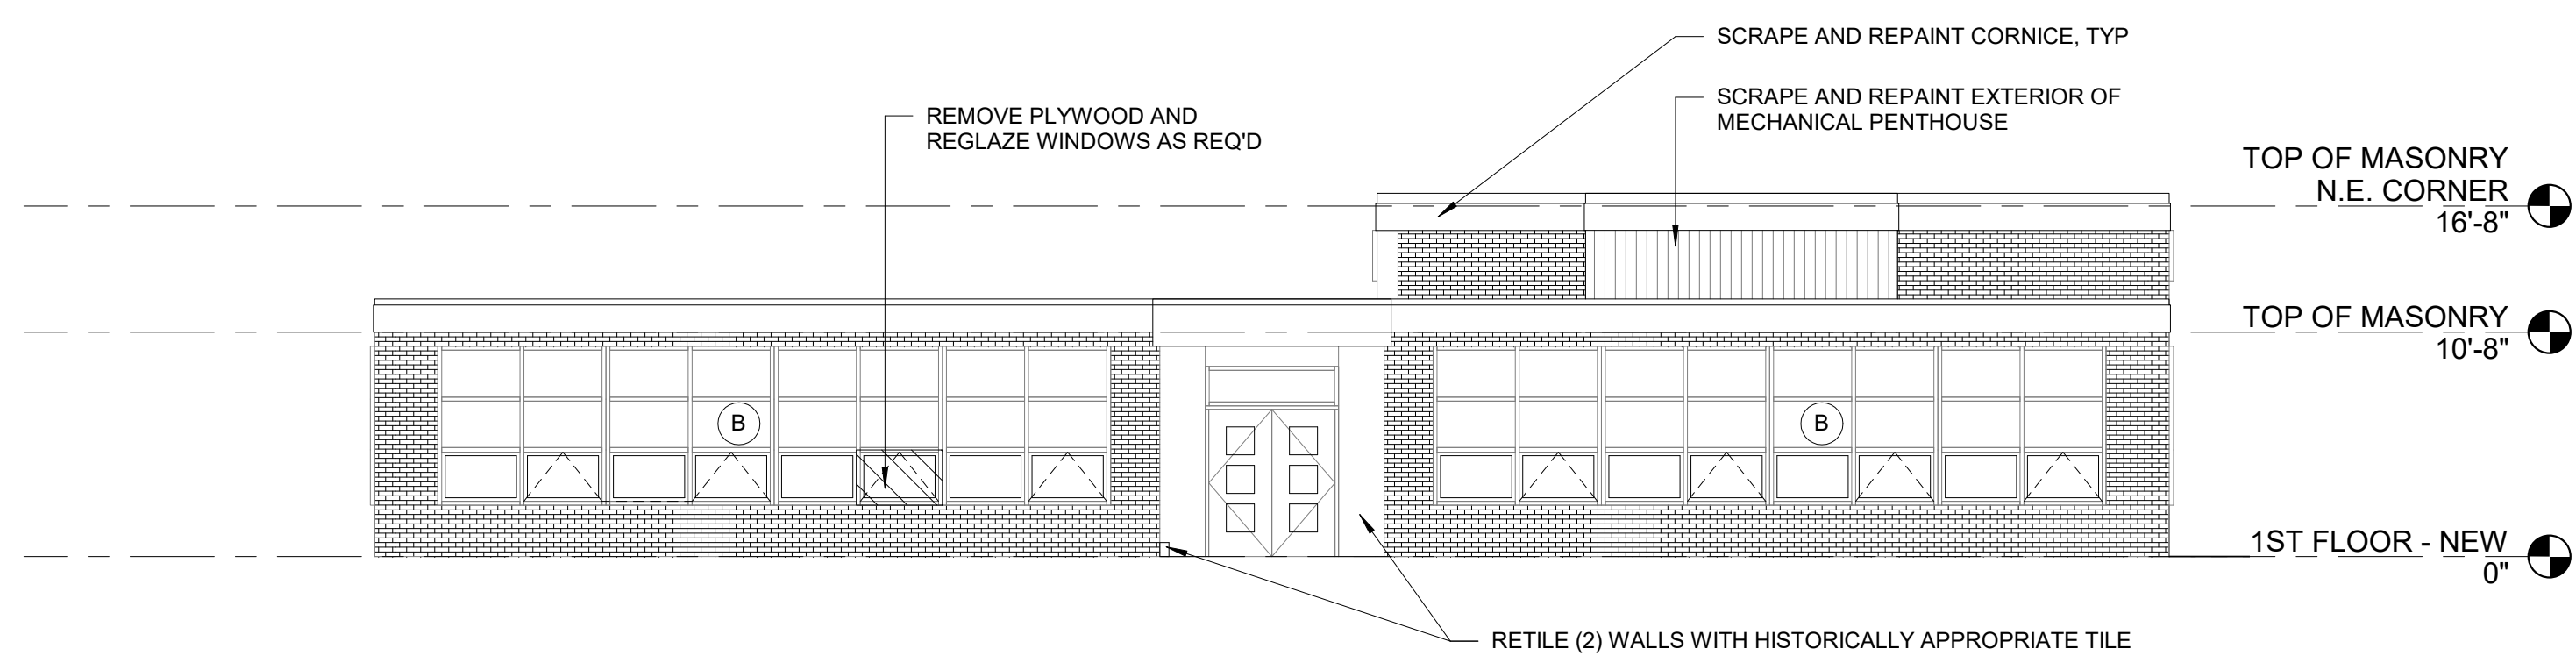 SCRAPE AND REPAINT CORNICE, TYP
SCRAPE AND REPAINT EXTERIOR OF
MECHANICAL PENTHOUSE
REMOVE PLYWOOD AND
REGLAZE WINDOWS AS REQ'D
TOP OF MASONRY
N.E. CORNER
16'-8"
TOP OF MASONRY
10'-8"
B
B
1ST FLOOR - NEW
0"
RETILE (2) WALLS WITH HISTORICALLY APPROPRIATE TILE